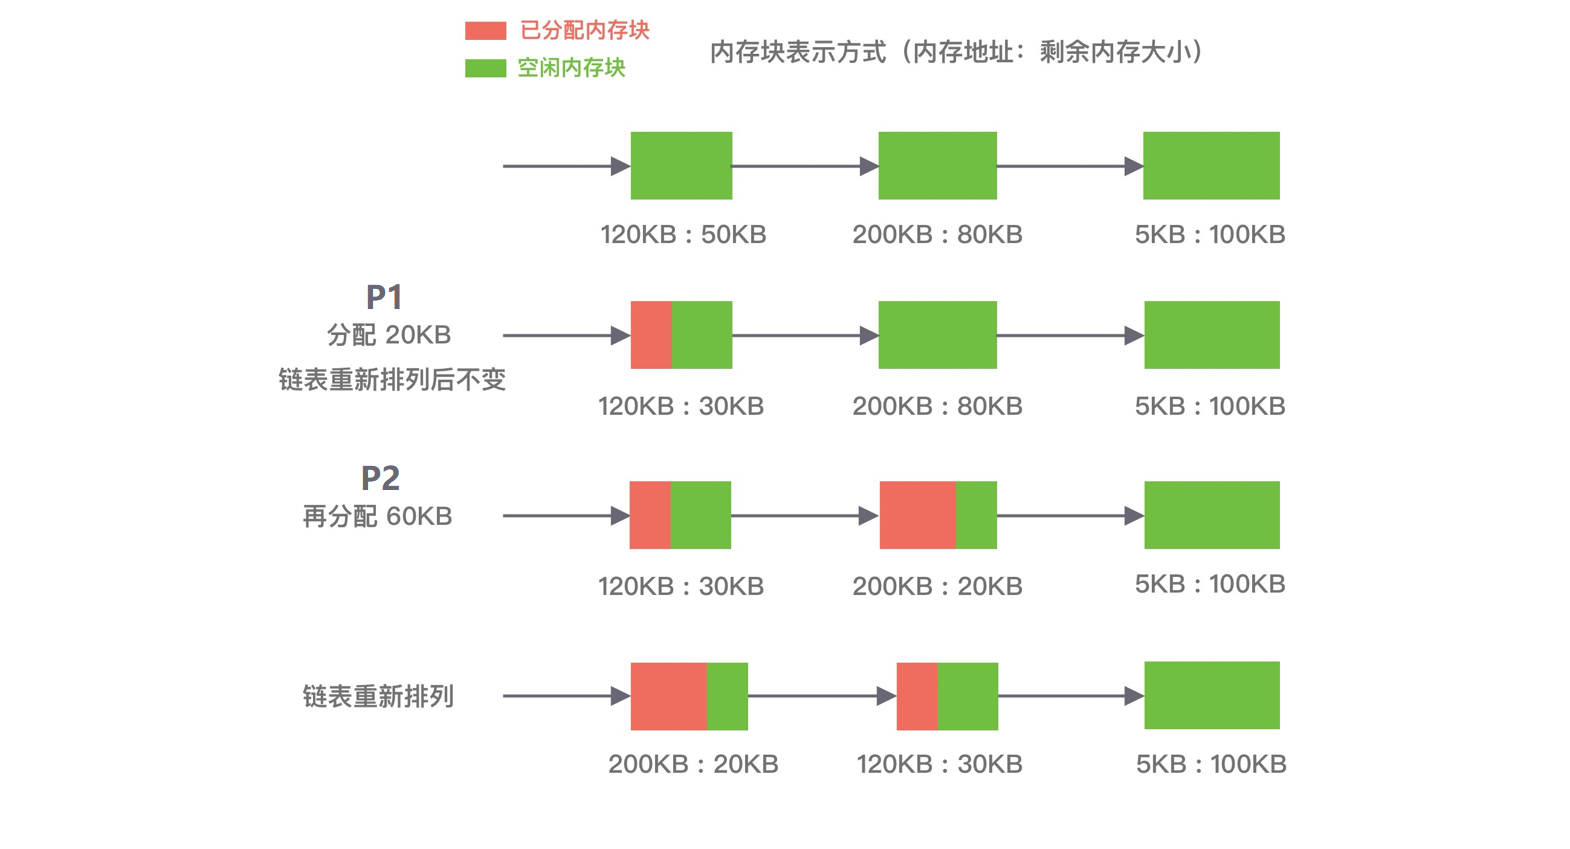 已分配内存块
空闲内存块
内存块表示方式（内存地址：剩余内存大小）
120KB : 50KB
200KB : 80KB
5KB : 100KB
P1
分配 20KB
链表重新排列后不变
120KB : 30KB
200KB : 80KB
5KB : 100KB
P2
再分配 60KB
120KB : 30KB
200KB : 20KB
5KB : 100KB
链表重新排列
200KB : 20KB
120KB : 30KB
5KB : 100KB